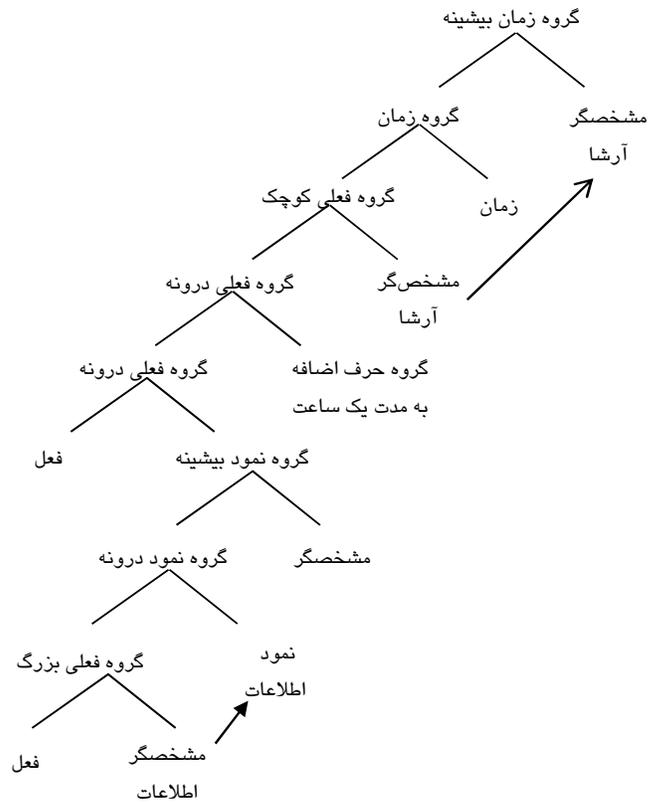 گروه زمان بیشینه
گروه زمان
مشخصگر
آرشا
گروه فعلی کوچک
زمان
گروه فعلی درونه
مشخص‌گر
آرشا
گروه فعلی درونه
گروه حرف اضافه
به مدت یک ساعت
فعل
گروه نمود بیشینه
گروه نمود درونه
مشخصگر
گروه فعلی بزرگ
نمود
اطلاعات
فعل
مشخصگر
اطلاعات